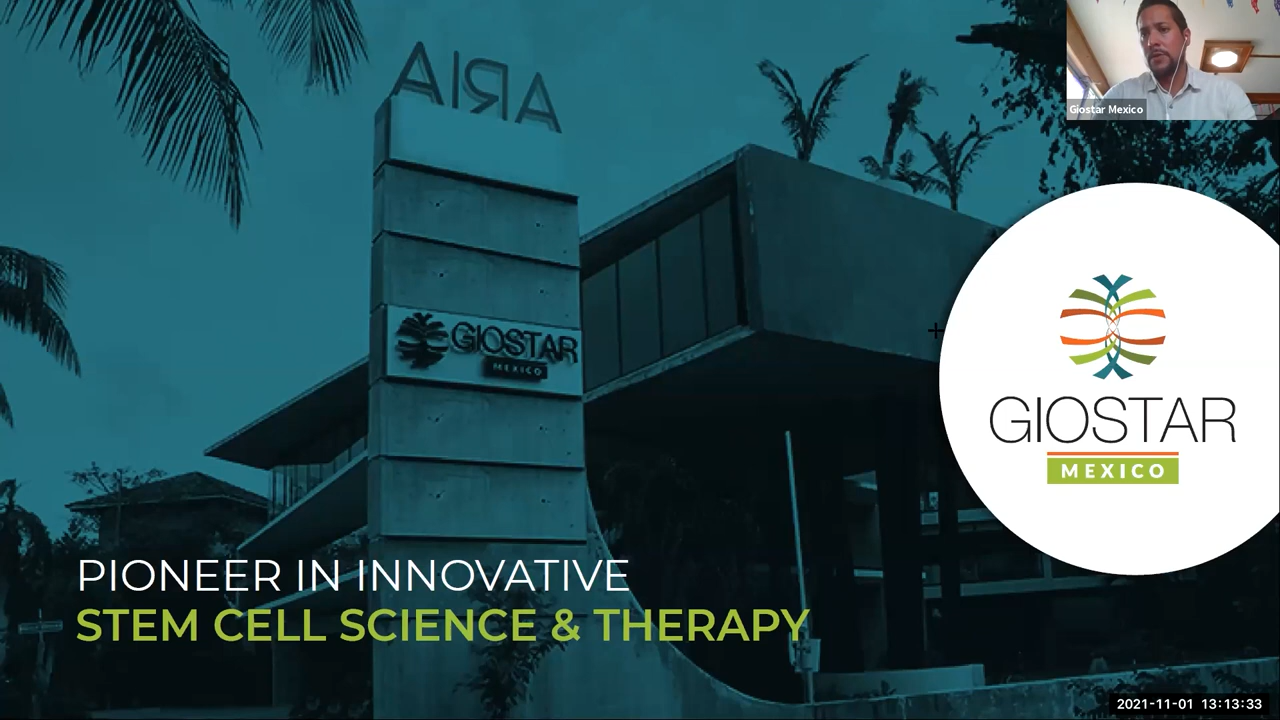 ARIA
Giostar Mexico
GIOSTAR
MEXICO
GIOSTAR
MEXICO
PIONEER IN INNOVATIVE
STEM CELL SCIENCE & THERAPY
2021-11-01 13:13:33